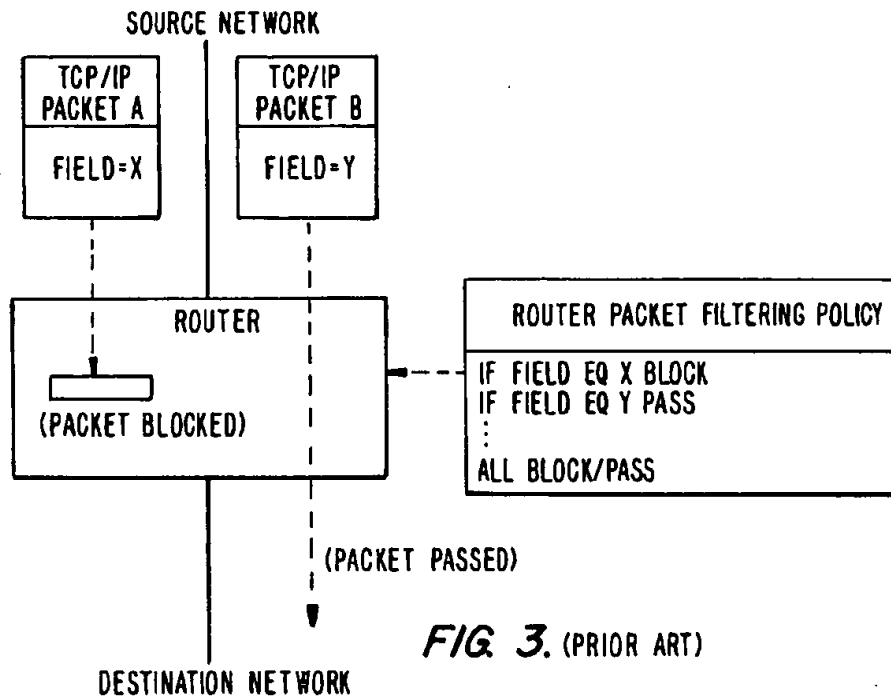 SOURCE NETWORK
TCP/IP
PACKET A
FIELD=X
TCP/IP
PACKET B
FIELD=Y
ROUTER
(PACKET BLOCKED)
ROUTER PACKET FILTERING POLICY
IF FIELD EQ X BLOCK
IF FIELD EQ Y PASS
⋮
ALL BLOCK/PASS
(PACKET PASSED)
FIG. 3. (PRIOR ART)
DESTINATION NETWORK